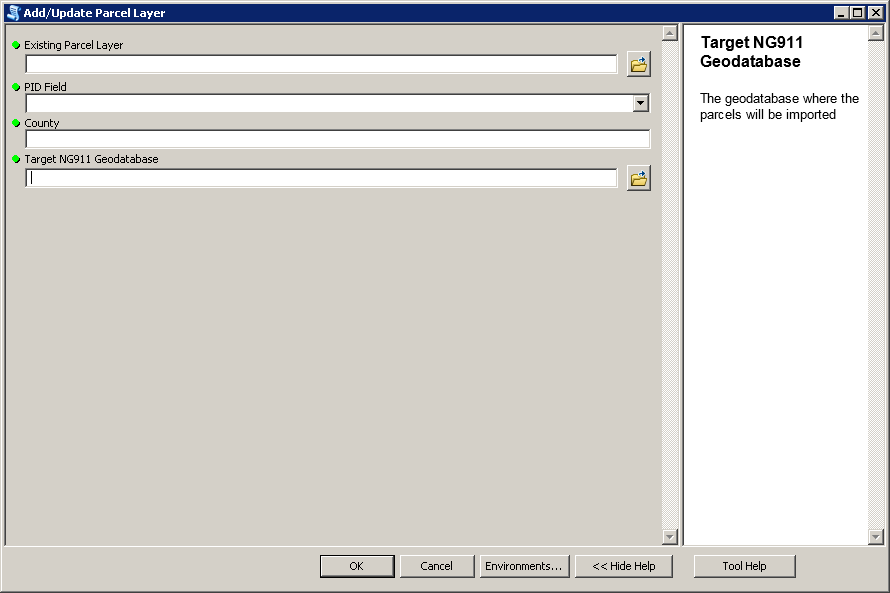 Add/Update Parcel Layer
Existing Parcel Layer
PID Field
County
Target NG911 Geodatabase
Target NG911
Geodatabase
The geodatabase where the
parcels will be imported
OK
Cancel
Environments...
<< Hide Help
Tool Help